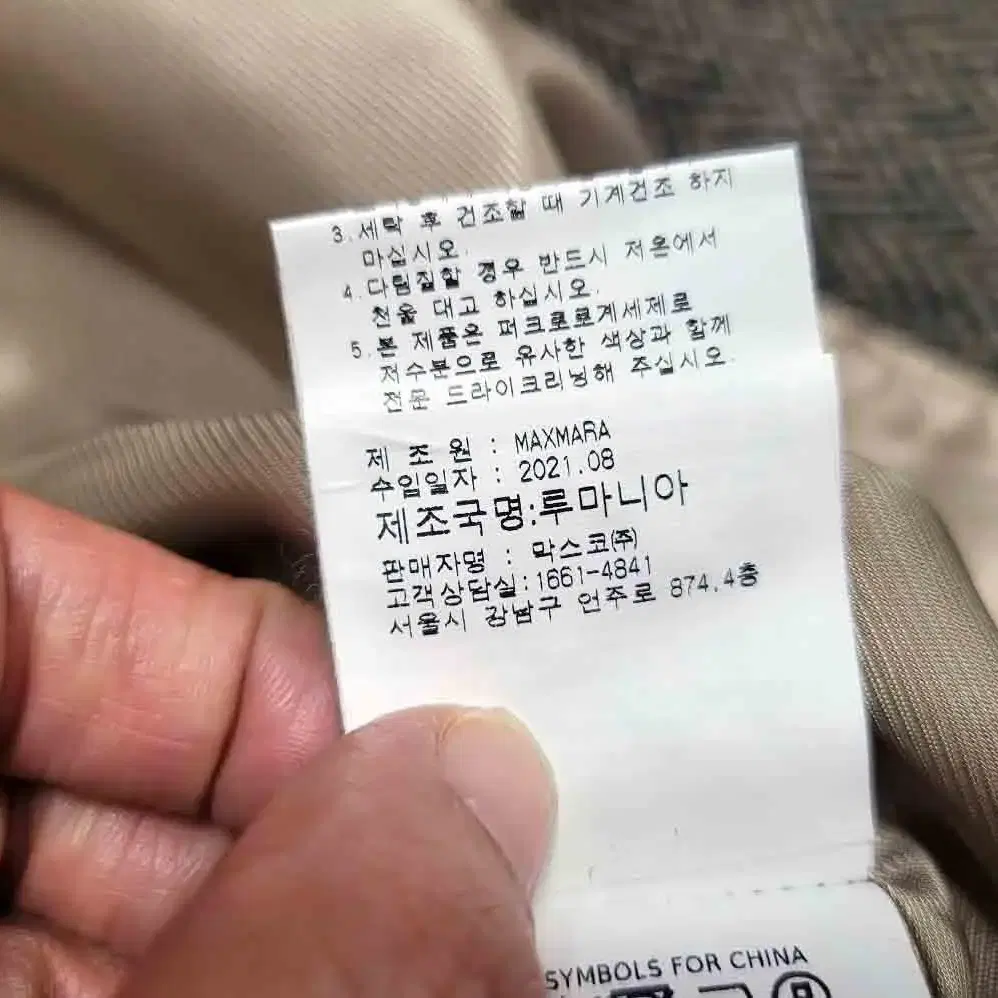 3.세탁 후 건조할 때 기계건조 하지
마십시오.
4.다림질할 경우 반드시 저온에서
천을 대고 하십시오.
5.본 제품은 퍼크로로계세제로
저수분으로 유사한 색상과 함께
전문 드라이크리닝해 주십시오.
제 조 원 : MAXMARA
수입일자 : 2021.08
제조국명:루마니아
판매자명 : 막스코(주)
고객상담실:1661-4841
서울시 강남구 언주로 874,4층
SYMBOLS FOR CHINA